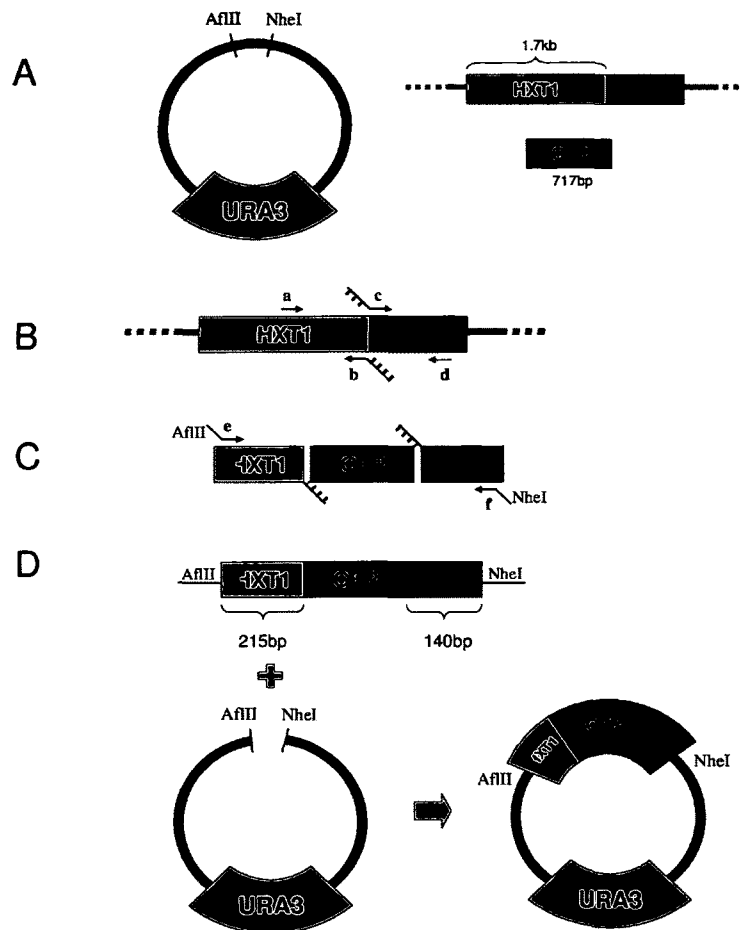 AflII NheI
A
1.7kb
HXT1
717bp
URA3
B
a
c
HXT1
b
d
C
AflII
e
HXT1
f
NheI
D
AflII
HXT1
NheI
215bp
140bp
+
AflII NheI
HXT1
AflII
NheI
URA3
URA3